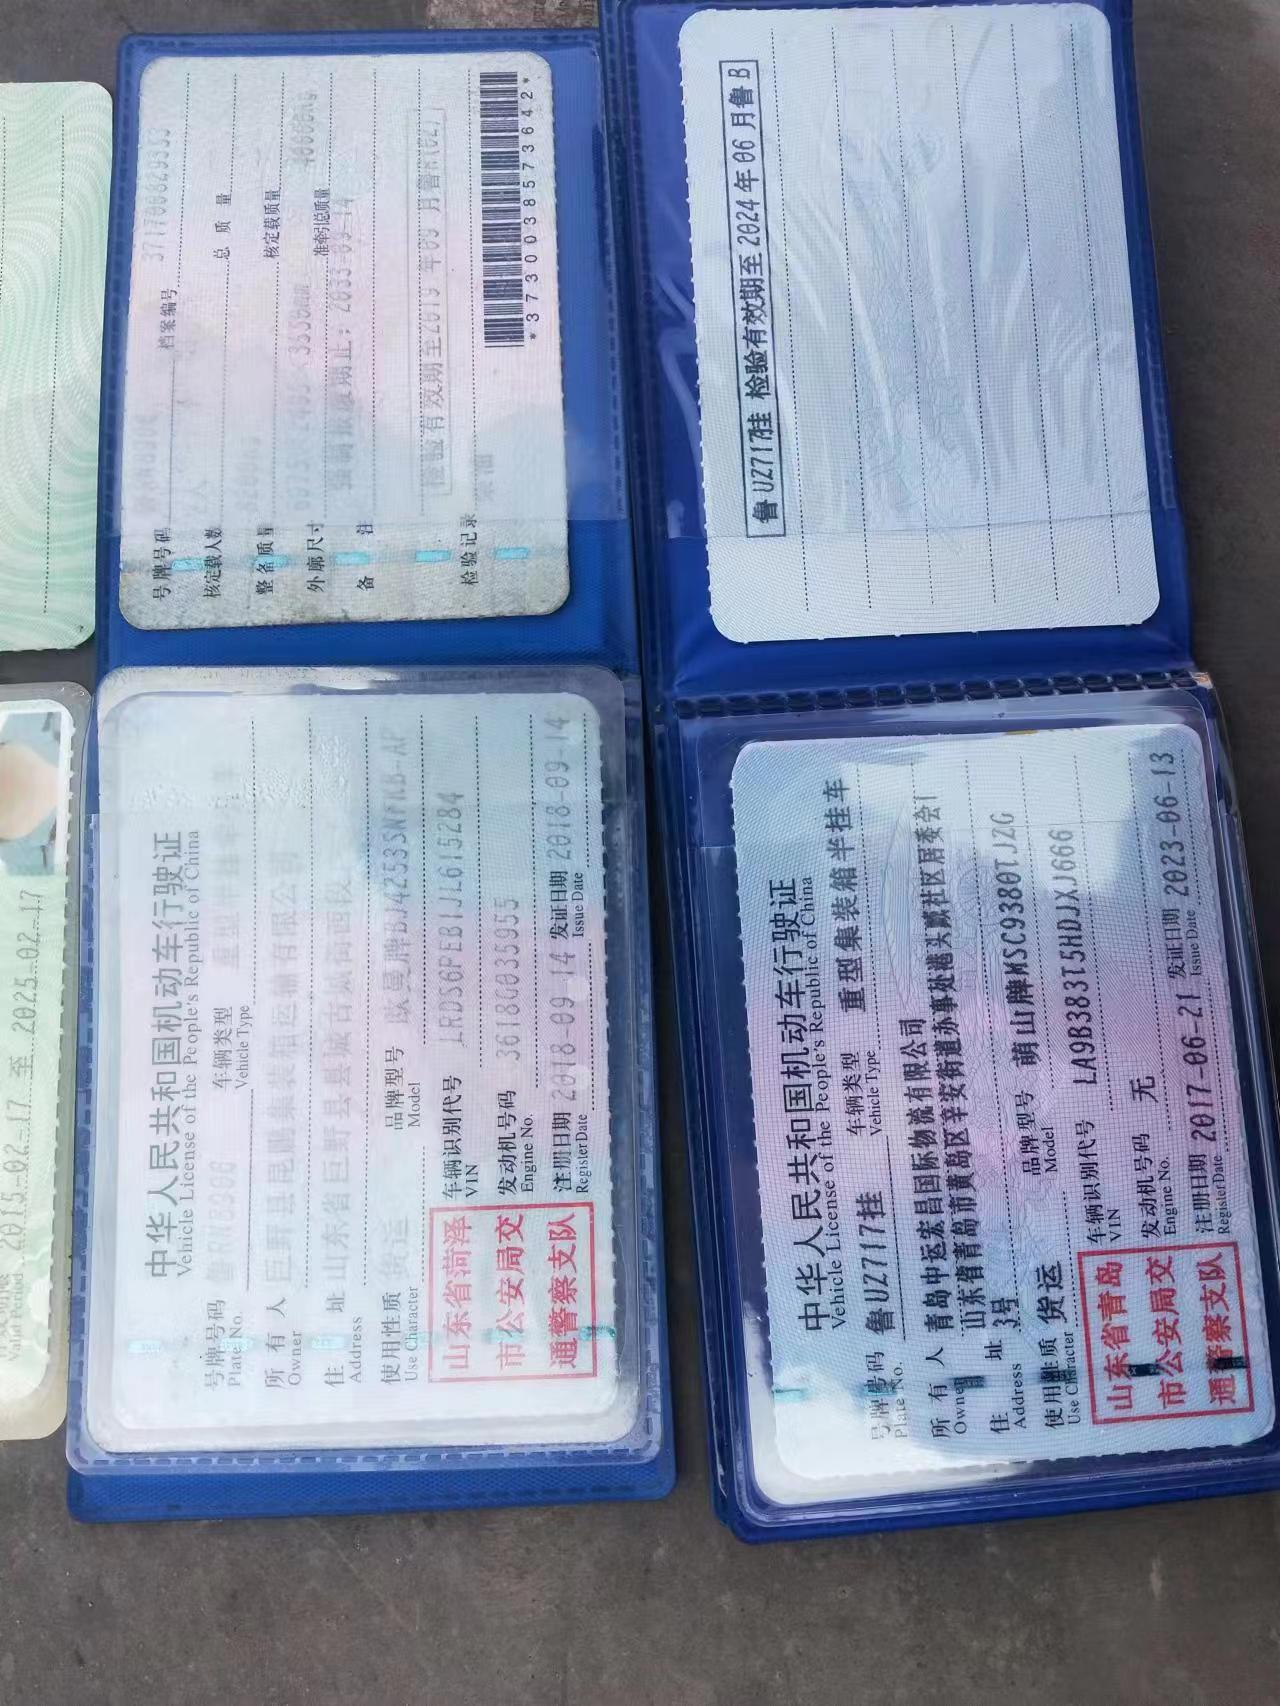 2015-02-17 至 2025-02-17
Valid Period
号牌号码
档案编号 371706829333
核定载人数
总质量
整备质量
核定载质量
外廓尺寸
准牵引总质量
备注
强制报废期止：2033-09-14
检验记录
检验有效期至2019年09月鲁R(04)
*3730038573642*
中华人民共和国机动车行驶证
Vehicle License of the People's Republic of China
号牌号码
Plate No.
车辆类型
Vehicle Type
所有人 巨野县昆鹏集装箱运输有限公司
Owner
住址 山东省巨野县县城古城街西段
Address
使用性质 货运
Use Character
品牌型号
Model
车辆识别代号 LRDS6PEB1JL615284
VIN
发动机号码 3618G035955
Engine No.
注册日期 2018-09-14 发证日期 2018-09-14
Register Date
Issue Date
山东省菏泽
市公安局交
通警察支队
鲁UZ717挂 检验有效期至2024年06月鲁B
中华人民共和国机动车行驶证
Vehicle License of the People's Republic of China
号牌号码 鲁UZ717挂 车辆类型 重型集装箱半挂车
Plate No.
Vehicle Type
所有人 青岛中运宏昌国际物流有限公司
Owner
住址 山东省青岛市黄岛区辛安街道办事处港头臧社区居委会
3号
Address
使用性质 货运 品牌型号 萌山牌MSC9380TJZG
Use Character
Model
车辆识别代号 LA9B383T5HDJXJ666
VIN
发动机号码 无
Engine No.
注册日期 2017-06-21 发证日期 2023-06-13
Register Date
Issue Date
山东省青岛
市公安局交
通警察支队